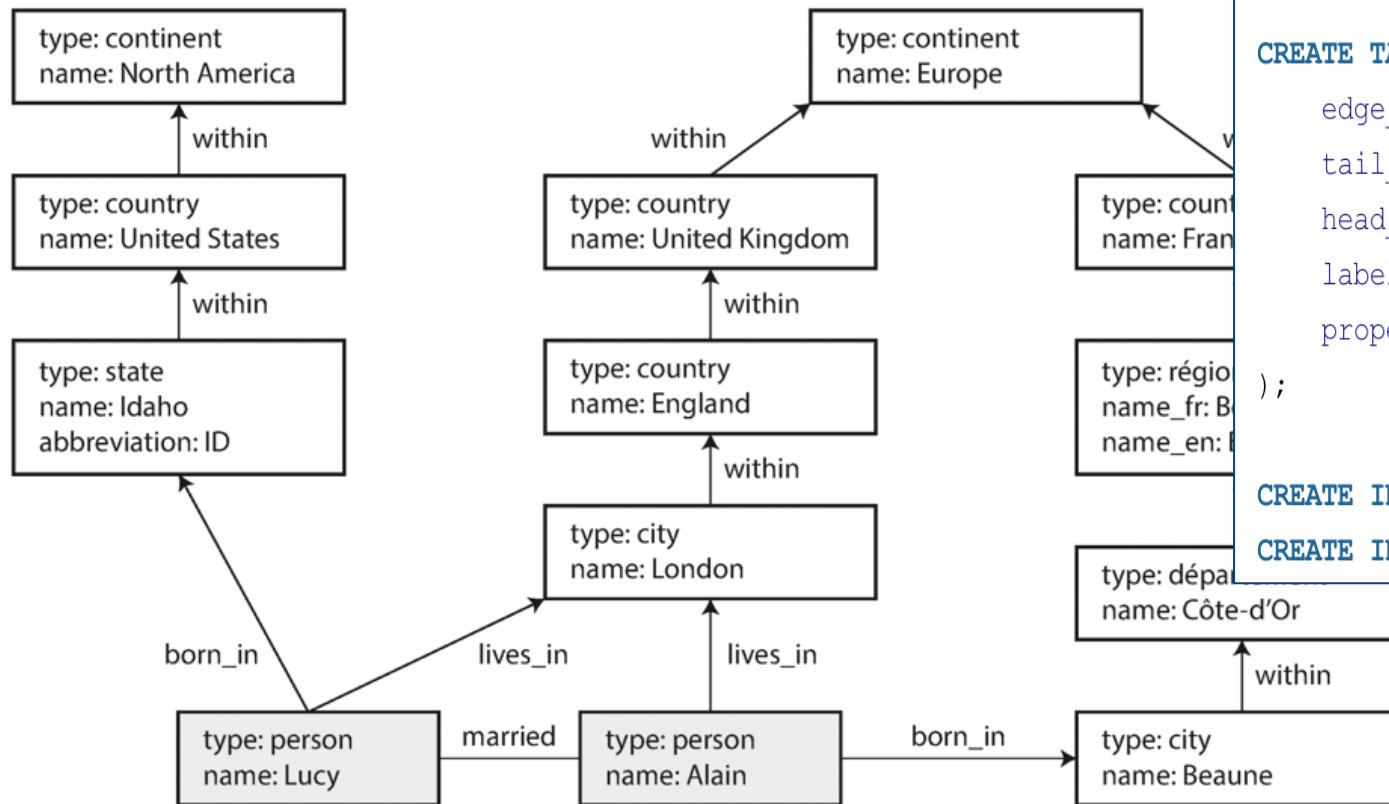 type: continent
name: North America
within
type: country
name: United States
within
type: state
name: Idaho
abbreviation: ID
born_in
type: continent
name: Europe
within
type: country
name: United Kingdom
within
type: country
name: England
within
type: city
name: London
lives_in
lives_in
name:
type:
name_fr:
name_en:
type:
name: Côte-d'Or
within
type: person
name: Lucy
married
type: person
name: Alain
born_in
type: city
name: Beaune
CREATE
);
CREATE
CREATE